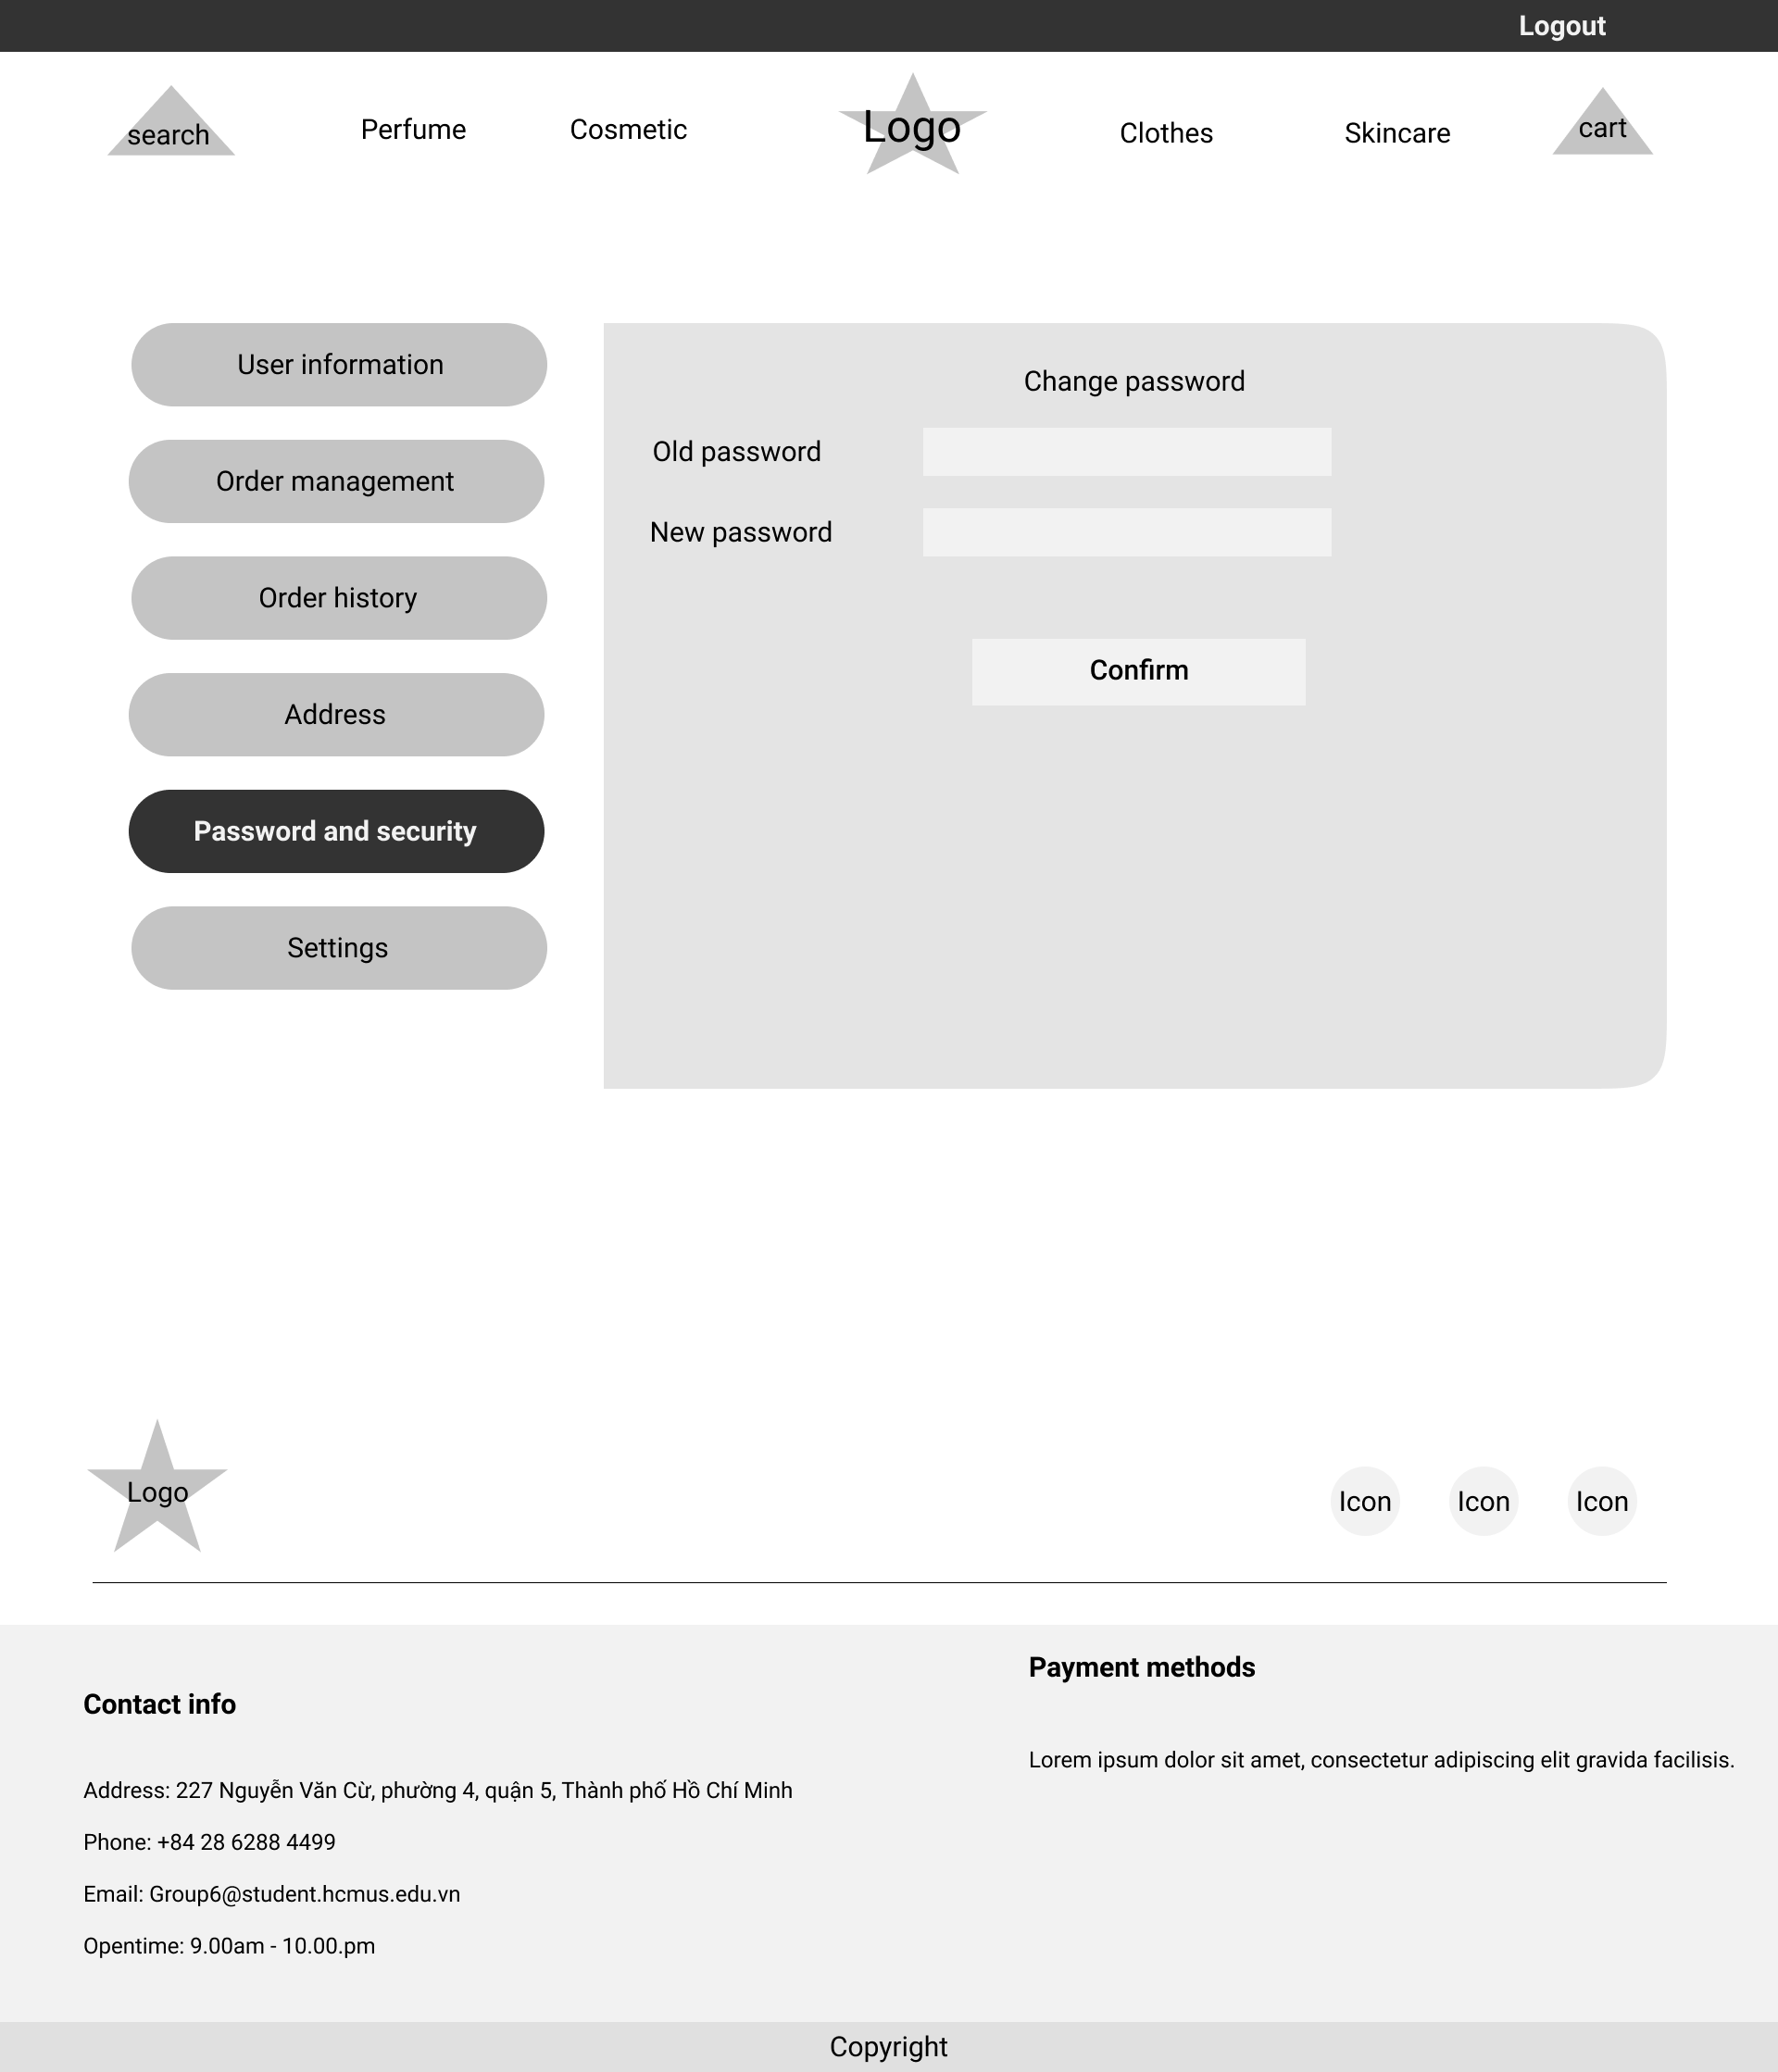 Logout
search
Perfume
Cosmetic
Logo
Clothes
Skincare
cart
User information
Order management
Order history
Address
Password and security
Settings
Change password
Old password
New password
Confirm
Logo
Icon
Icon
Icon
Contact info
Address: 227 Nguyễn Văn Cừ, phường 4, quận 5, Thành phố Hồ Chí Minh
Phone: +84 28 6288 4499
Email: Group6@student.hcmus.edu.vn
Opentime: 9.00am - 10.00.pm
Payment methods
Lorem ipsum dolor sit amet, consectetur adipiscing elit gravida facilisis.
Copyright